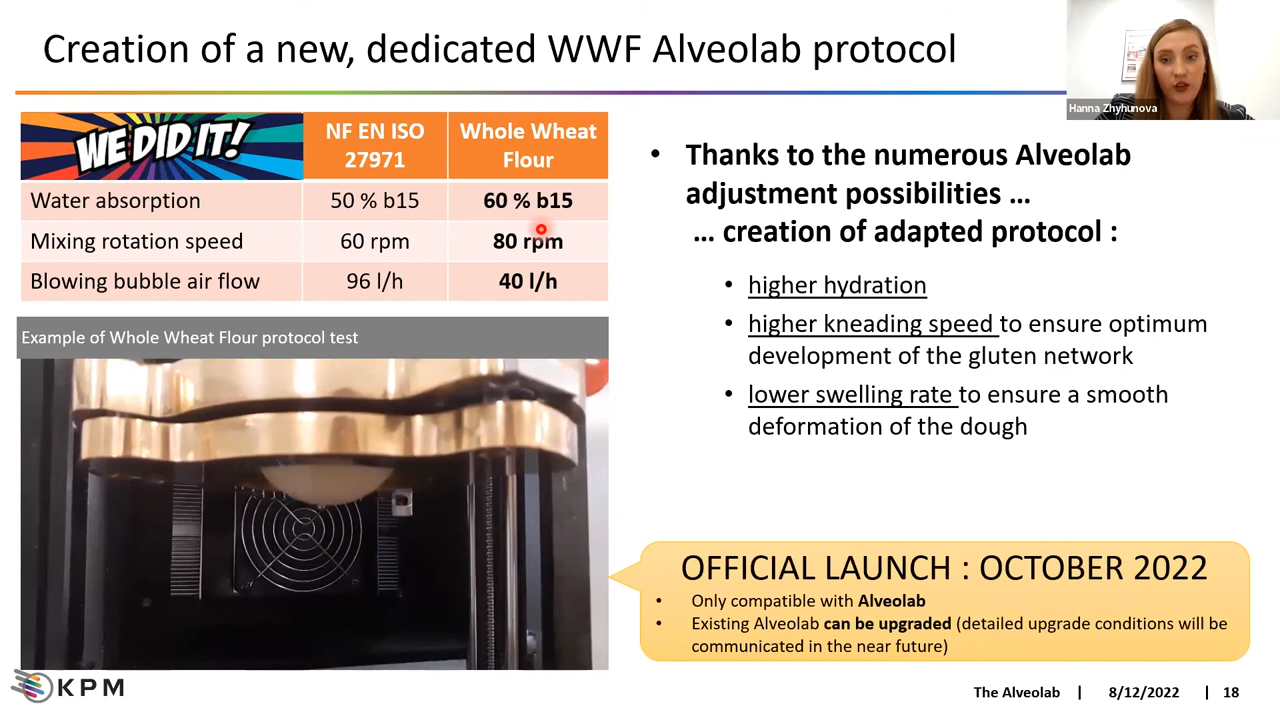 Creation of a new, dedicated WWF Alveolab protocol
Hanna Zhyhunova
WE DID IT!
NF EN ISO
27971
Whole Wheat
Flour
Water absorption 50 % b15 60 % b15
Mixing rotation speed 60 rpm 80 rpm
Blowing bubble air flow 96 l/h 40 l/h
Example of Whole Wheat Flour protocol test
• Thanks to the numerous Alveolab
adjustment possibilities …
… creation of adapted protocol :
• higher hydration
• higher kneading speed to ensure optimum
development of the gluten network
• lower swelling rate to ensure a smooth
deformation of the dough
OFFICIAL LAUNCH : OCTOBER 2022
• Only compatible with Alveolab
• Existing Alveolab can be upgraded (detailed upgrade conditions will be
communicated in the near future)
KPM
The Alveolab | 8/12/2022 | 18